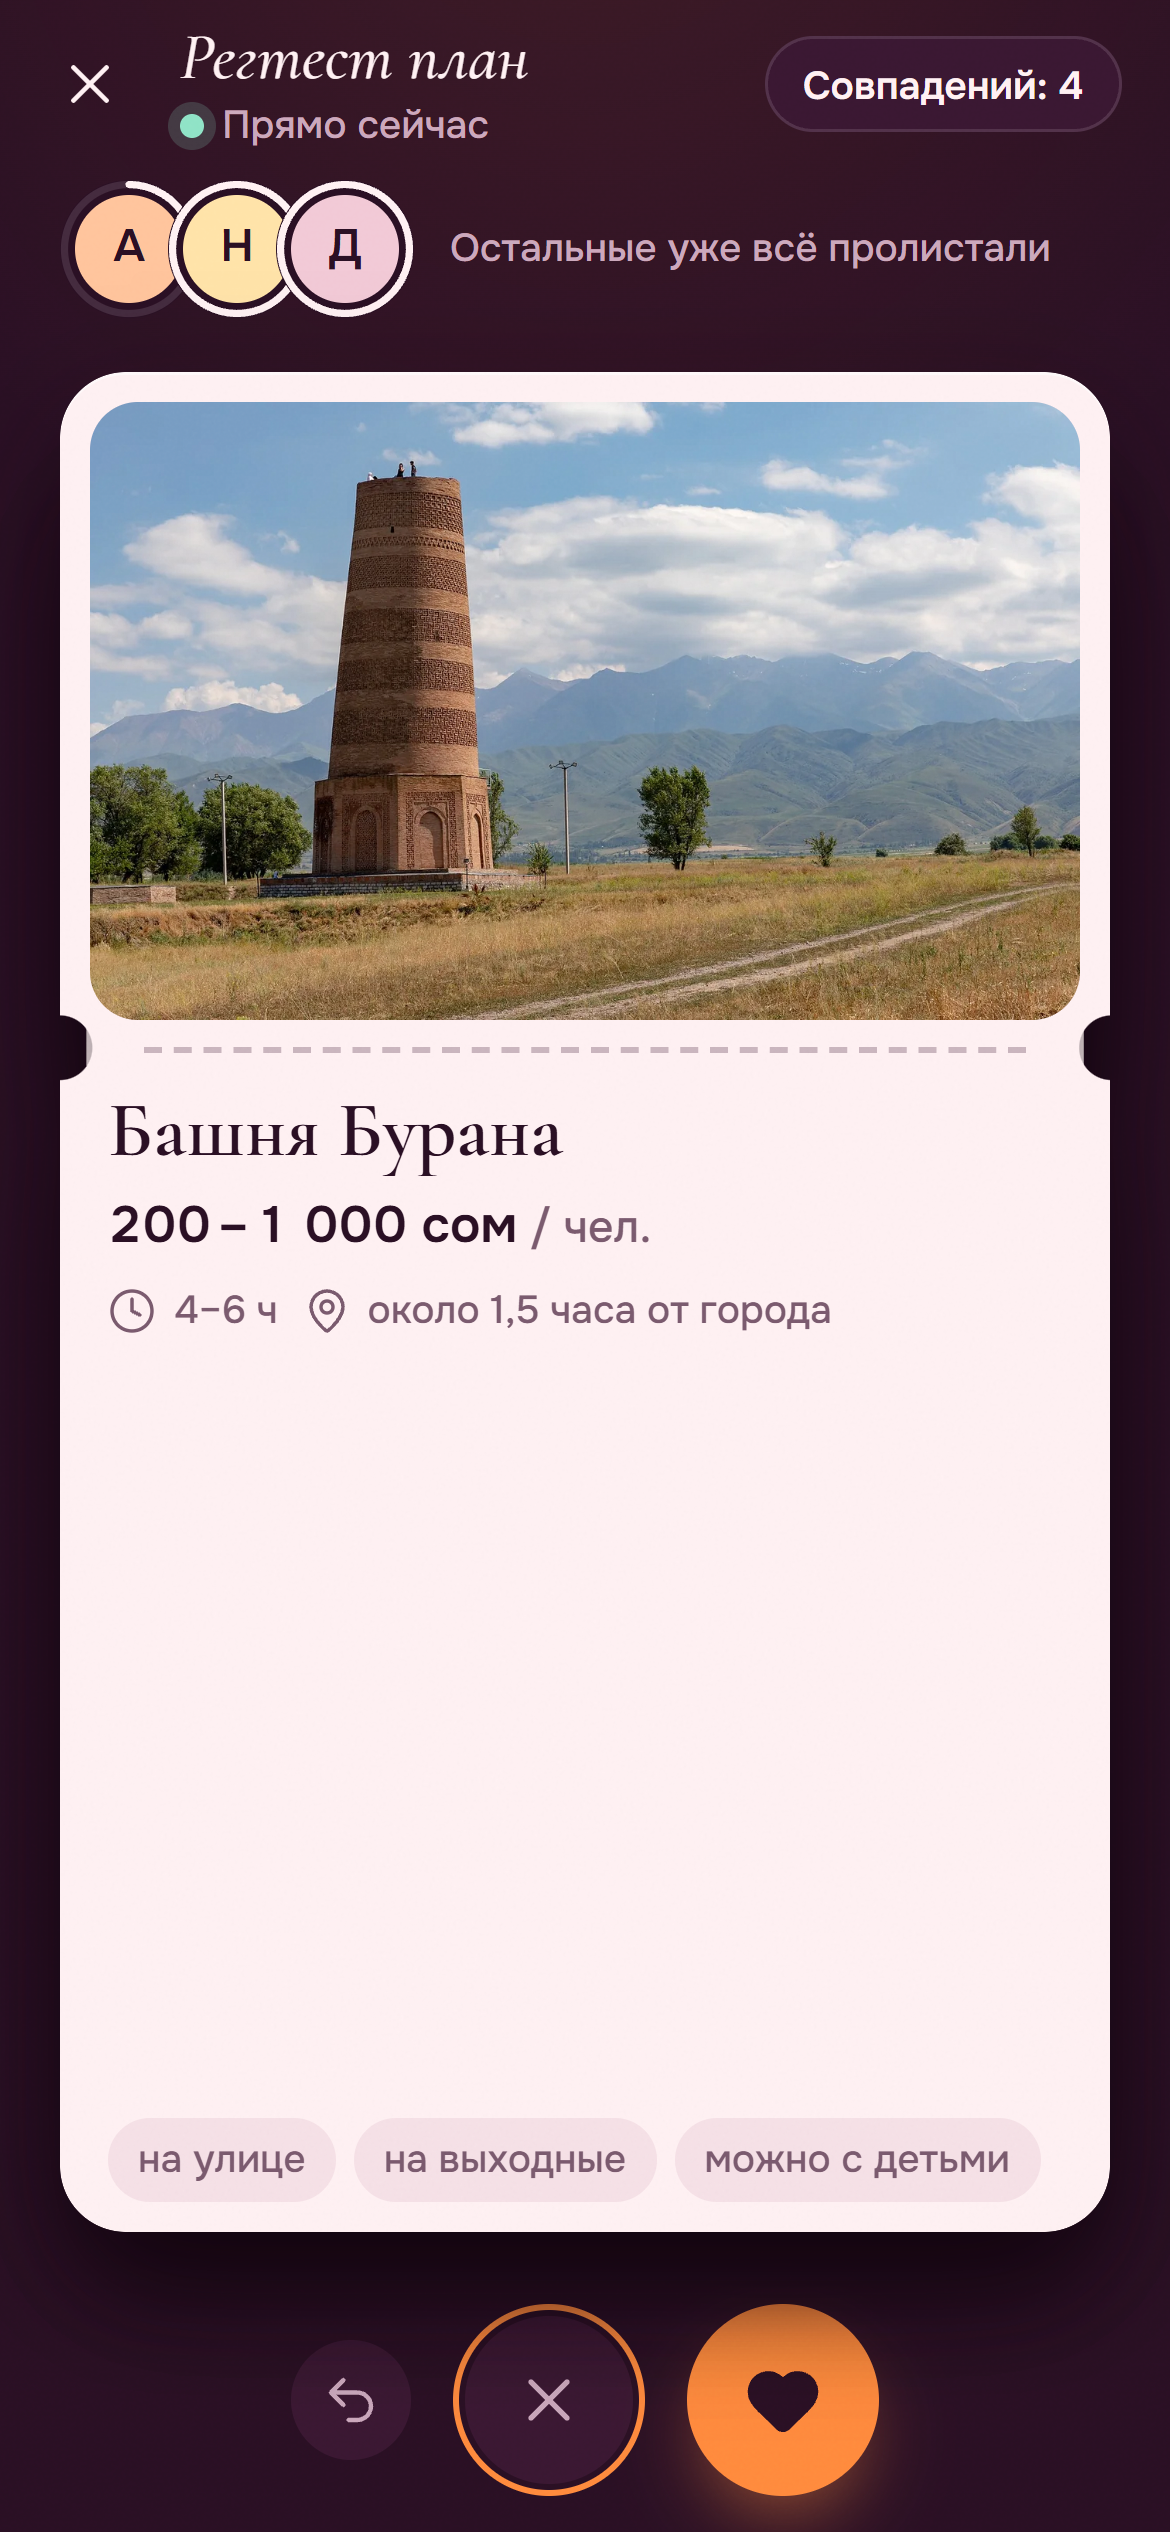 Регтест план
Прямо сейчас
Совпадений: 4
А Н Д
Остальные уже всё пролистали
Башня Бурана
200 – 1 000 сом / чел.
4–6 ч около 1,5 часа от города
на улице на выходные можно с детьми